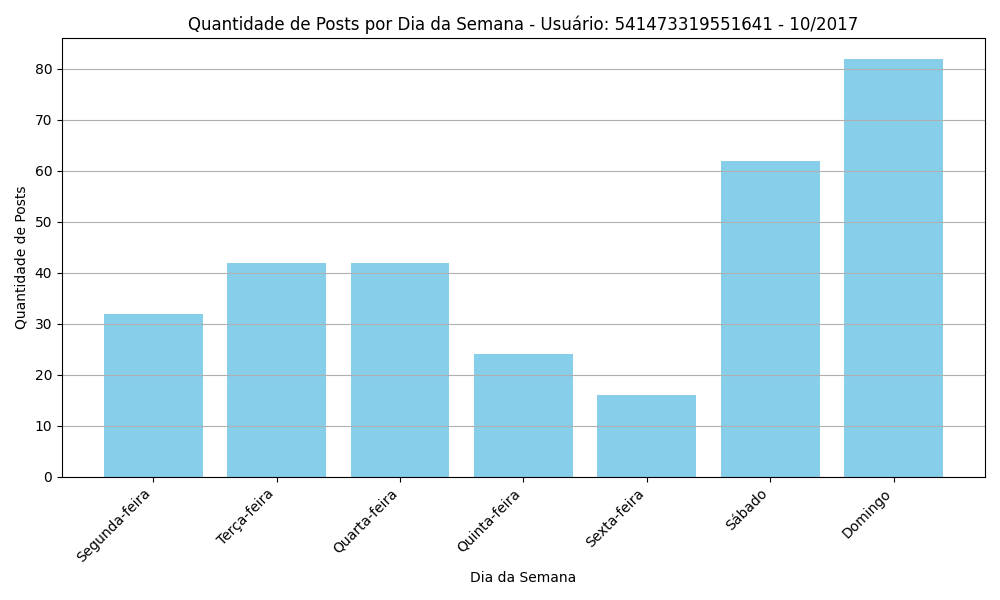 Quantidade de Posts por Dia da Semana - Usuário: 541473319551641 - 10/2017
Quantidade de Posts
80
70
60
50
40
30
20
10
0
Segunda-feira
Terça-feira
Quarta-feira
Quinta-feira
Sexta-feira
Sábado
Domingo
Dia da Semana